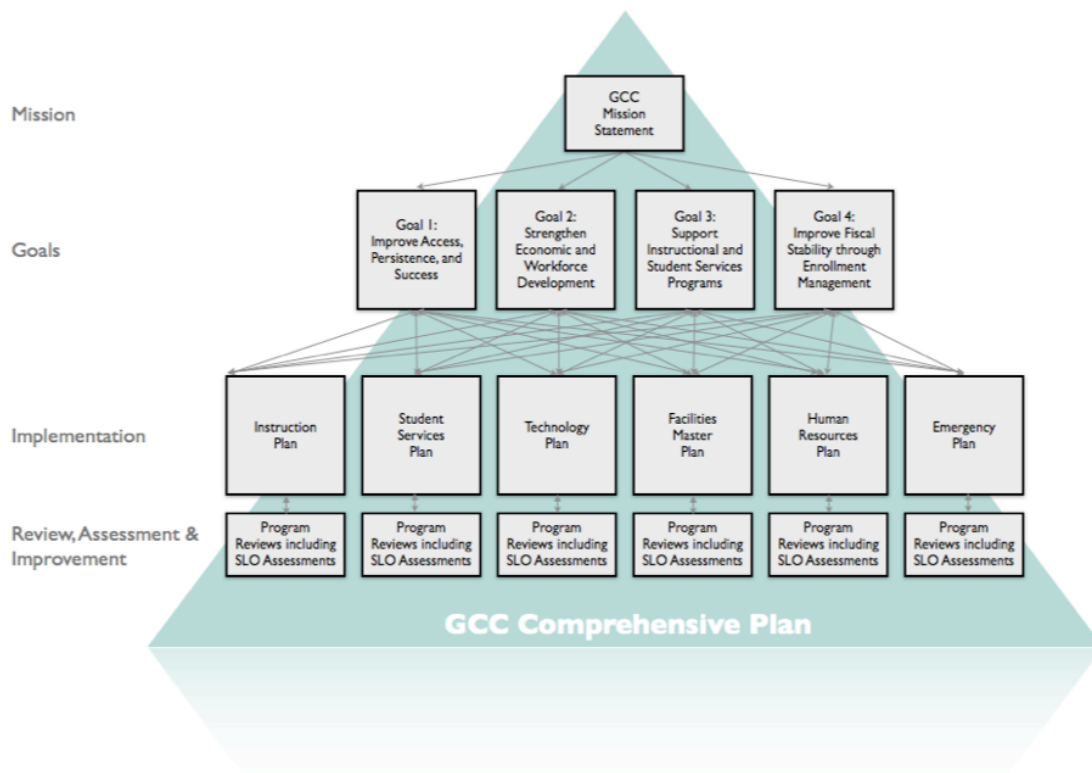 Mission
GCC
Mission
Statement
Goals
Goal 1:
Improve Access,
Persistence, and
Success
Goal 2:
Strengthen
Economic and
Workforce
Development
Goal 3:
Support
Instructional and
Student Services
Programs
Goal 4:
Improve Fiscal
Stability through
Enrollment
Management
Implementation
Instruction
Plan
Student
Services
Plan
Technology
Plan
Facilities
Master
Plan
Human
Resources
Plan
Emergency
Plan
Review, Assessment &
Improvement
Program
Reviews including
SLO Assessments
Program
Reviews including
SLO Assessments
Program
Reviews including
SLO Assessments
Program
Reviews including
SLO Assessments
Program
Reviews including
SLO Assessments
Program
Reviews including
SLO Assessments
GCC Comprehensive Plan